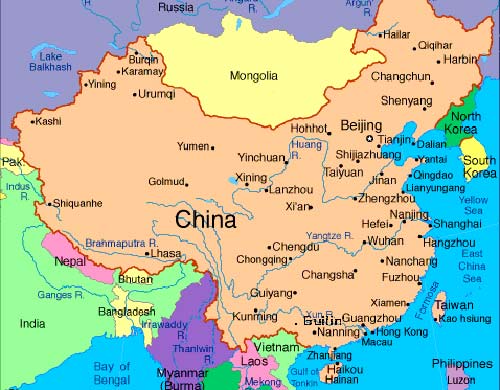 Russia
Angara
R.
Argun'
R.
Hailar
Qiqihar
Harbin
Lake
Balkhash
Burqin
Karamay
Mongolia
Changchun
Yining
Urumqi
Shenyang
Kashi
Hohhot
Beijing
North
Korea
Yumen
Huang
R.
Tianjin
Dalian
Pak.
Yinchuan
Shijiazhuang
Yantai
South
Korea
Indus
R.
Golmud
Xining
Lanzhou
Taiyuan
Jinan
Qingdao
Lianyungang
Shiquanhe
Xi'an
Zhengzhou
Yellow
Sea
China
Nanjing
Hefei
Shanghai
Brahmaputra R.
Lhasa
Yangtze R.
Wuhan
Hangzhou
Chengdu
Nepal
Chongqing
Nanchang
East
China
Sea
Bhutan
Changsha
Fuzhou
Ganges R.
Guiyang
Xiamen
Formosa
Taiwan
Bangladesh
Kunming
Xun R.
Guangzhou
Kao hsiung
India
Irrawaddy
R.
Guilin
Nanning
Hong Kong
Macau
Thanlwin
R.
Vietnam
Zhanjiang
Bay of
Bengal
Myanmar
(Burma)
Laos
Mekong
Gulf of
Tonkin
Haikou
Hainan
Philippines
Luzon